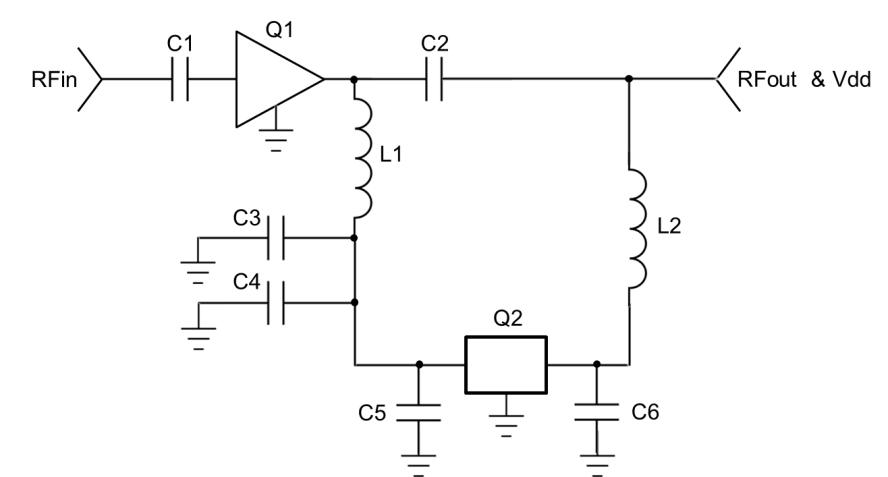 Q1
C1
C2
RFin
RFout & Vdd
L1
C3
L2
C4
Q2
C5
C6